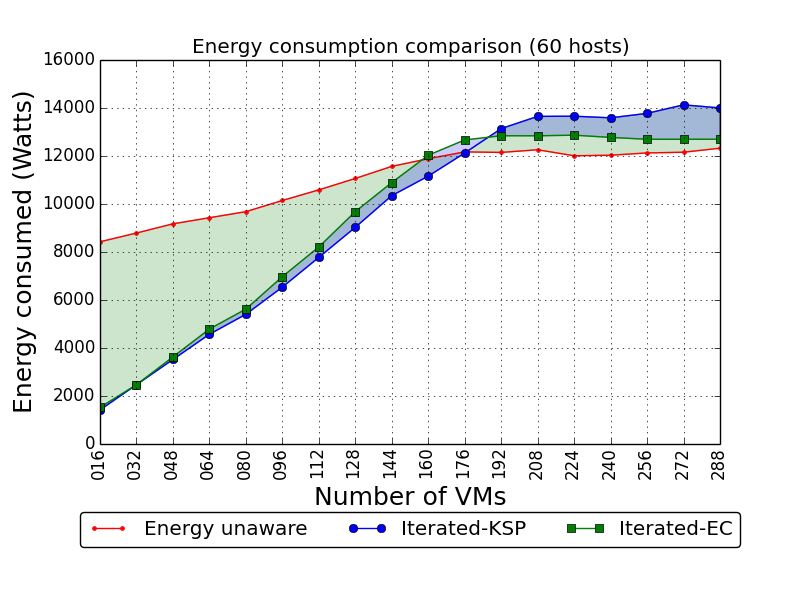 Energy consumption comparison (60 hosts)
Energy consumed (Watts)
16000
14000
12000
10000
8000
6000
4000
2000
0
016 032 048 064 080 096 112 128 144 160 176 192 208 224 240 256 272 288
Number of VMs
Energy unaware Iterated-KSP Iterated-EC